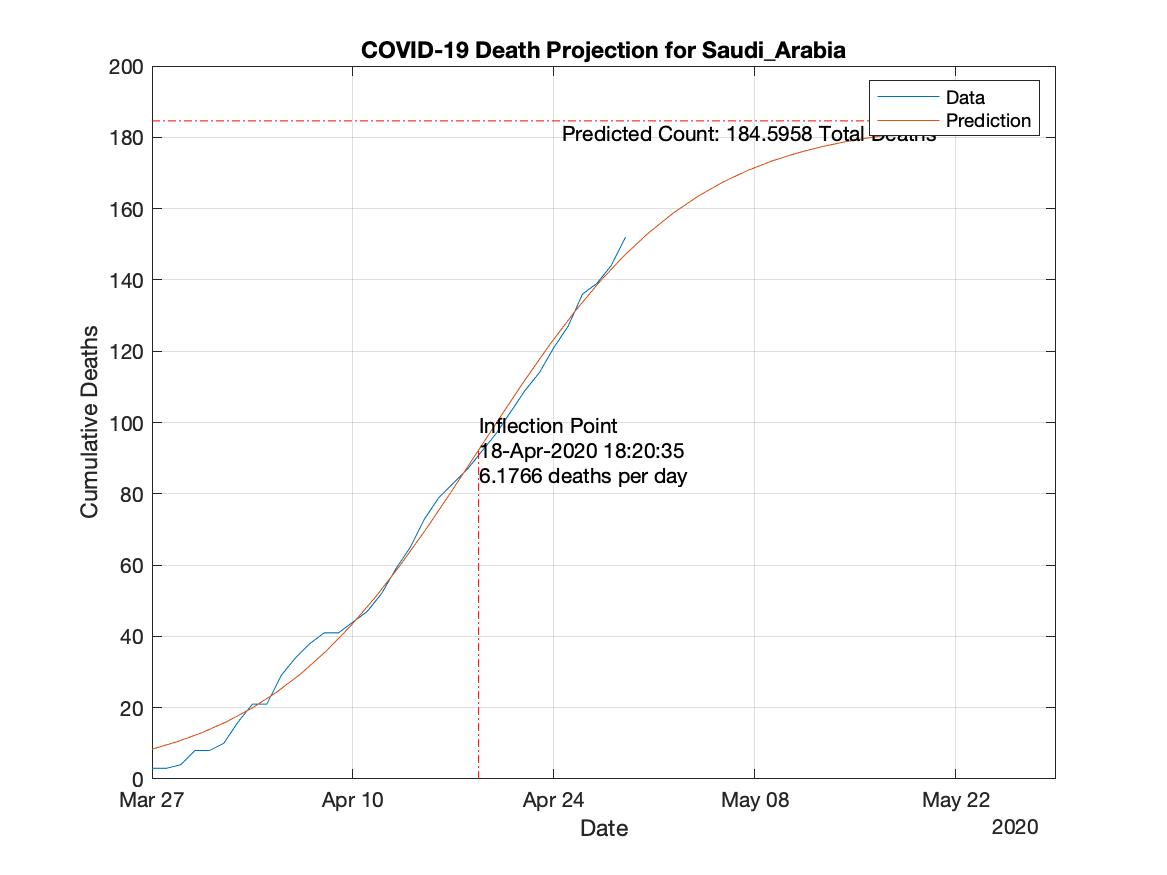 COVID-19 Death Projection for Saudi_Arabia
200
180
160
140
120
100
80
60
40
20
0
Cumulative Deaths
Data
Prediction
Predicted Count: 184.5958 Total Deaths
Inflection Point
18-Apr-2020 18:20:35
6.1766 deaths per day
Mar 27
Apr 10
Apr 24
May 08
May 22
Date
2020